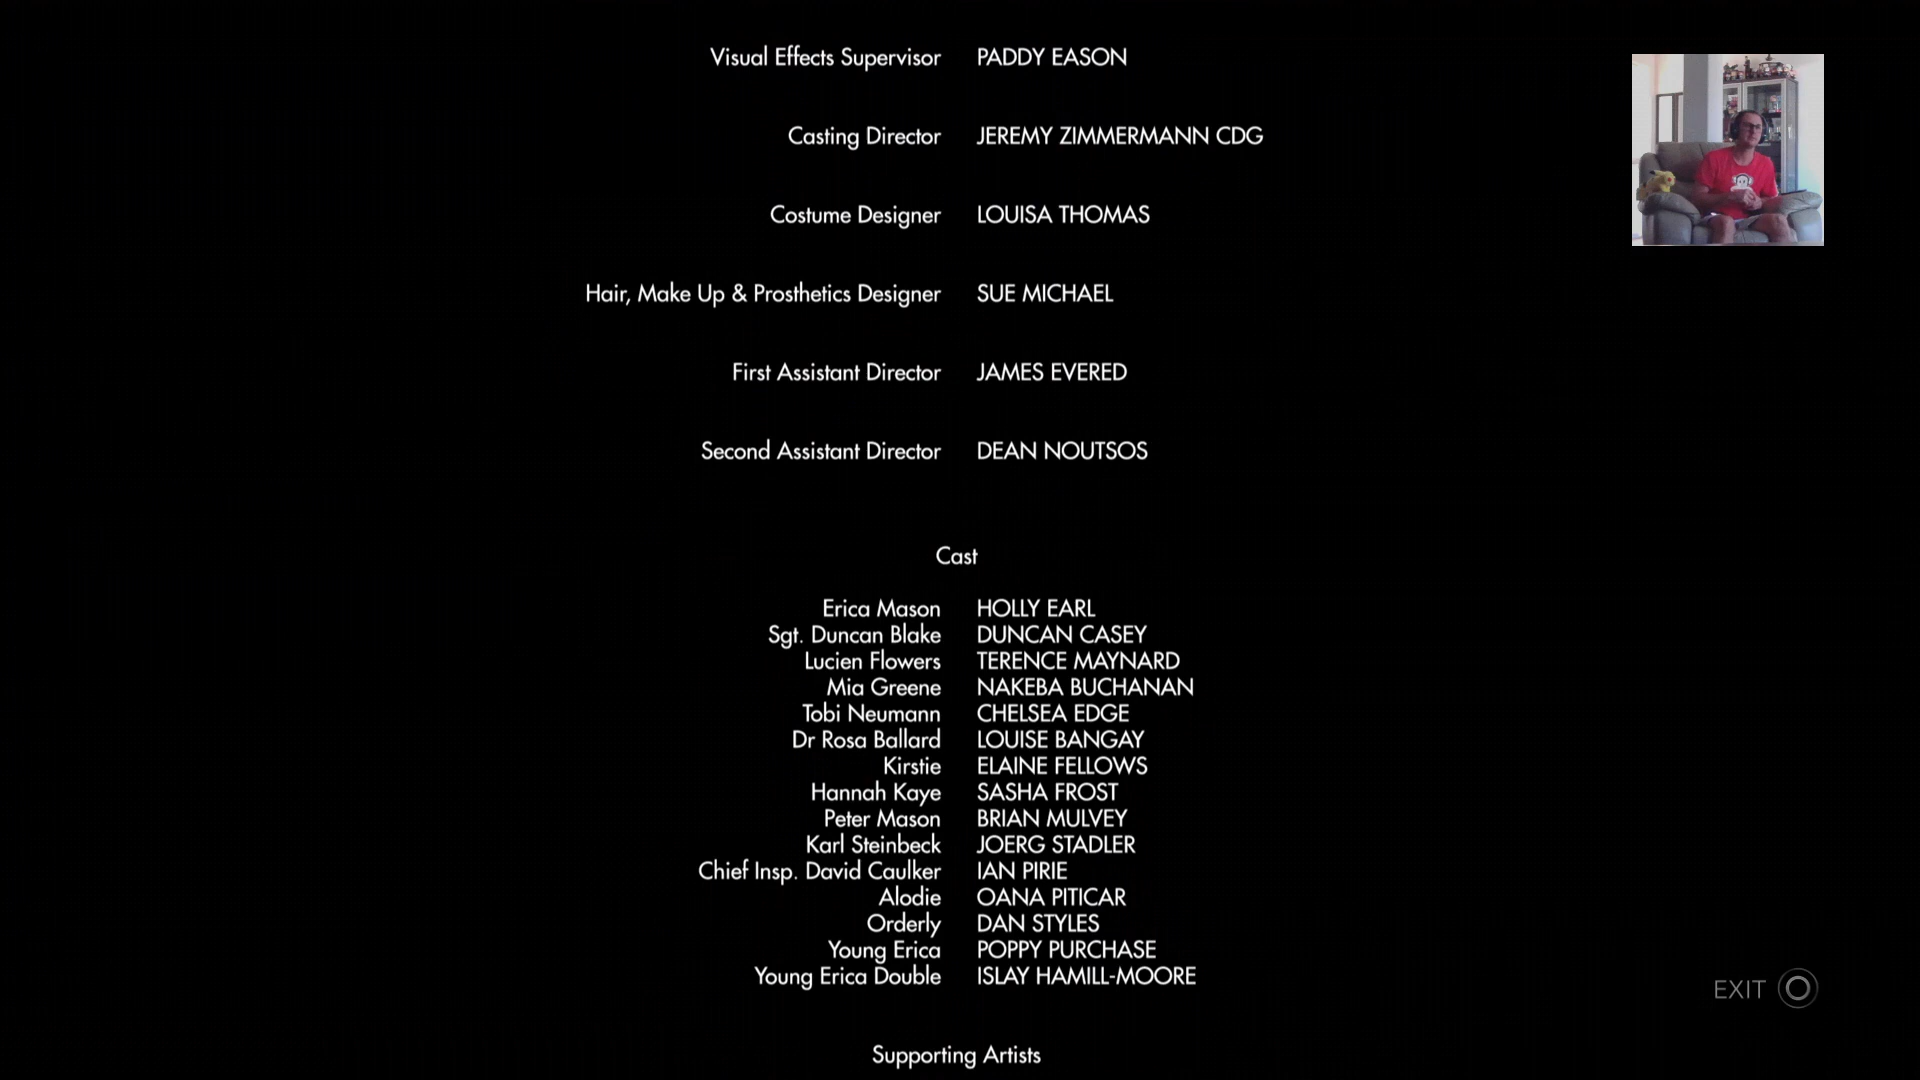 Visual Effects Supervisor PADDY EASON
Casting Director JEREMY ZIMMERMANN CDG
Costume Designer LOUISA THOMAS
Hair, Make Up & Prosthetics Designer SUE MICHAEL
First Assistant Director JAMES EVERED
Second Assistant Director DEAN NOUTSOS
Cast
Erica Mason HOLLY EARL
Sgt. Duncan Blake DUNCAN CASEY
Lucien Flowers TERENCE MAYNARD
Mia Greene NAKEBA BUCHANAN
Tobi Neumann CHELSEA EDGE
Dr Rosa Ballard LOUISE BANGAY
Kirstie ELAINE FELLOWS
Hannah Kaye SASHA FROST
Peter Mason BRIAN MULVEY
Karl Steinbeck JOERG STADLER
Chief Insp. David Caulker IAN PIRIE
Alodie OANA PITICAR
Orderly DAN STYLES
Young Erica POPPY PURCHASE
Young Erica Double ISLAY HAMILL-MOORE
EXIT
Supporting Artists